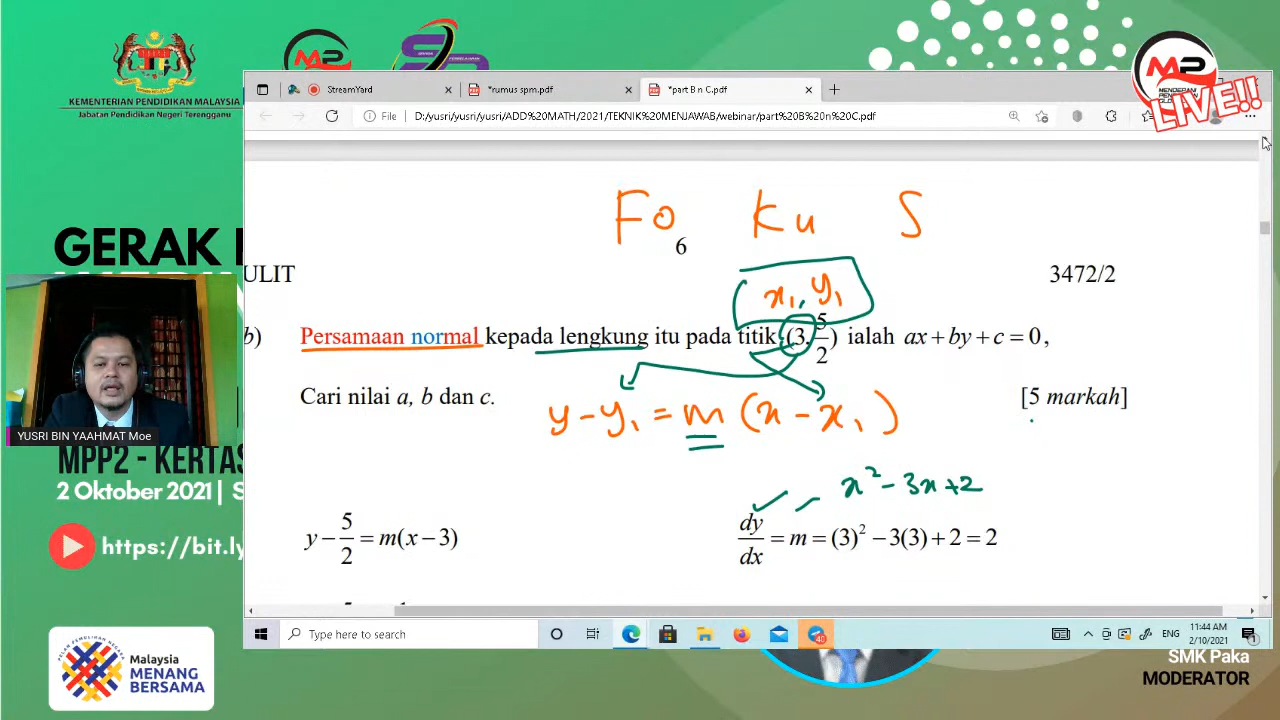 KEMENTERIAN PENDIDIKAN MALAYSIA
Jabatan Pendidikan Negeri Terengganu
MP
MP
LIVE!!
StreamYard
*rumus spm.pdf
*part B n C.pdf
File D:/yusri/yusri/yusri/ADD%20MATH/2021/TEKNIK%20MENJAWAB/webinar/part%20B%20n%20C.pdf
Fo Ku S
6
GERAK
ULIT
3472/2
x₁, y₁
b) Persamaan normal kepada lengkung itu pada titik (3, 5/2) ialah ax + by + c = 0,
Cari nilai a, b dan c. [5 markah]
y - y₁ = m (x - x₁)
YUSRI BIN YAAHMAT Moe
MPP2 - KERTAS
2 Oktober 2021| S
x² - 3x + 2
y - 5/2 = m(x - 3)
dy/dx = m = (3)² - 3(3) + 2 = 2
https://bit.ly
Type here to search
40
ENG
11:44 AM
2/10/2021
Malaysia
MENANG
BERSAMA
SMK Paka
MODERATOR